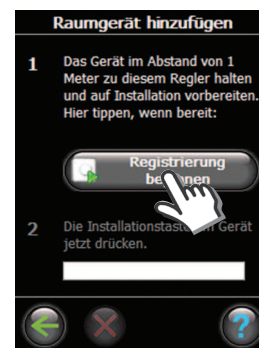 Raumgerät hinzufügen
1
Das Gerät im Abstand von 1
Meter zu diesem Regler halten
und auf Installation vorbereiten.
Hier tippen, wenn bereit:
Registrierung
2
Die Installationstaste Gerät
jetzt drücken.
?